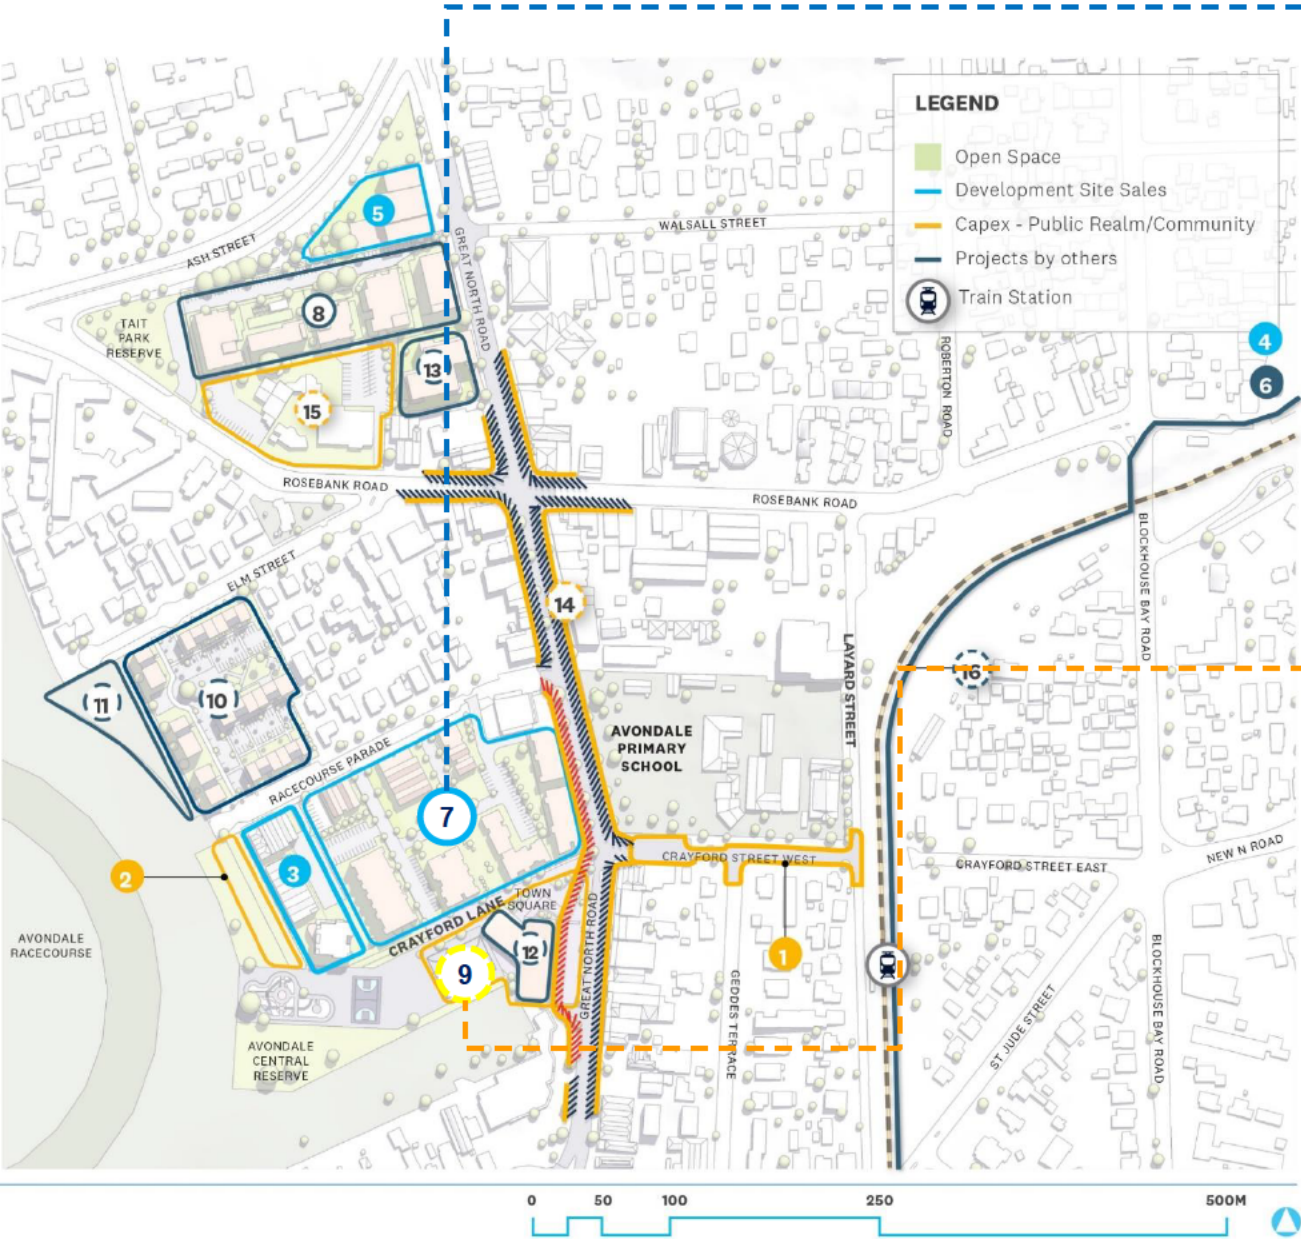 LEGEND
Open Space
Development Site Sales
Capex - Public Realm/Community
Projects by others
Train Station
WALSALL STREET
5
ASH STREET
GREAT NORTH ROAD
8
TAIT
PARK
RESERVE
4
6
13
ROBERTON ROAD
15
ROSEBANK ROAD
ROSEBANK ROAD
BLOCKHOUSE BAY ROAD
ELM STREET
14
LAYARD STREET
16
10
11
AVONDALE
PRIMARY
SCHOOL
RACECOURSE PARADE
7
CRAYFORD STREET WEST
CRAYFORD STREET EAST
NEW N ROAD
2
3
TOWN
SQUARE
CRAYFORD LANE
AVONDALE
RACECOURSE
12
GREAT NORTH ROAD
1
9
GEDDES TERRACE
ST JUDE STREET
BLOCKHOUSE BAY ROAD
AVONDALE
CENTRAL
RESERVE
0 50 100 250 500M